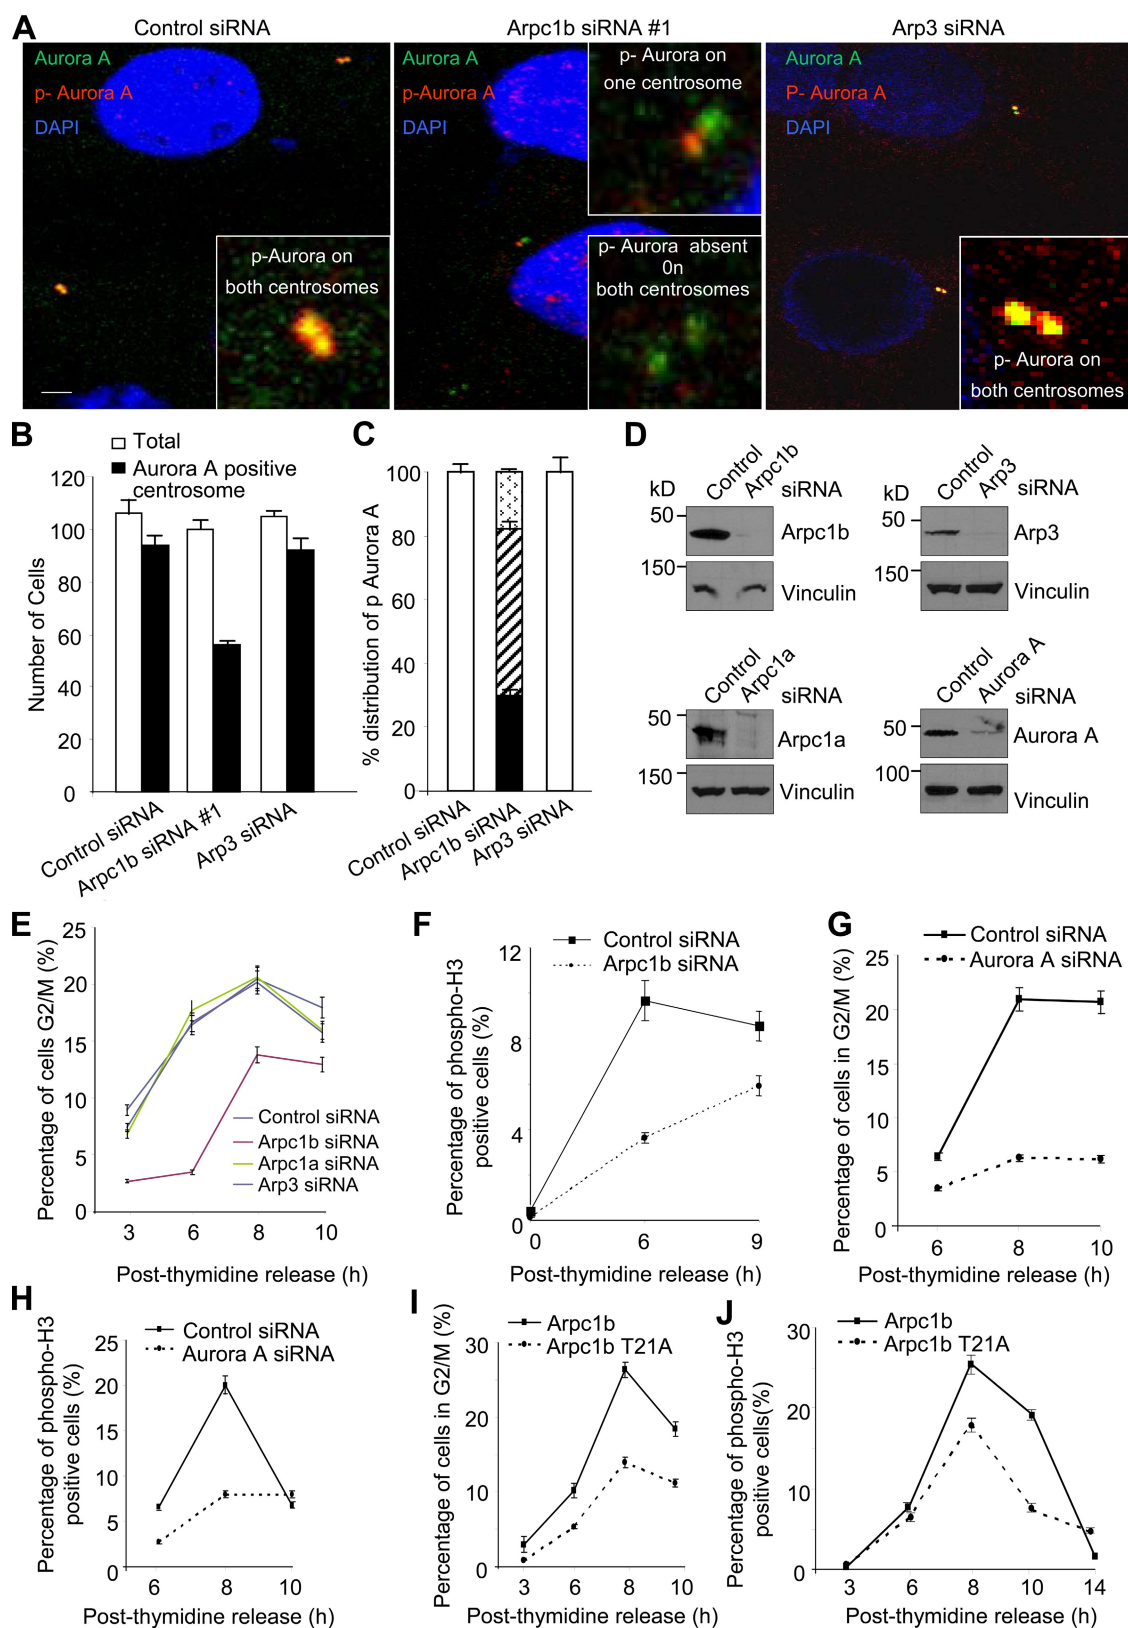 A
Control siRNA
Arpc1b siRNA #1
Arp3 siRNA
Aurora A
p- Aurora A
DAPI
p-Aurora on
both centrosomes
Aurora A
p-Aurora A
DAPI
p- Aurora on
one centrosome
p- Aurora absent
0n
both centrosomes
Aurora A
P- Aurora A
DAPI
p- Aurora on
both centrosomes
B
Total
Aurora A positive
centrosome
Number of Cells
120
100
80
60
40
20
0
Control siRNA
Arpc1b siRNA #1
Arp3 siRNA
C
% distribution of p Aurora A
100
80
60
40
20
0
Control siRNA
Arpc1b siRNA
Arp3 siRNA
D
kD
Control
Arpc1b
siRNA
50
Arpc1b
150
Vinculin
kD
Control
Arp3
siRNA
50
Arp3
150
Vinculin
Control
Arpc1a
siRNA
50
Arpc1a
150
Vinculin
Control
Aurora A
siRNA
50
Aurora A
100
Vinculin
E
Percentage of cells G2/M (%)
25
20
15
10
5
0
Control siRNA
Arpc1b siRNA
Arpc1a siRNA
Arp3 siRNA
3 6 8 10
Post-thymidine release (h)
F
Control siRNA
Arpc1b siRNA
Percentage of phospho-H3
positive cells (%)
12
8
4
0
0 6 9
Post-thymidine release (h)
G
Control siRNA
Aurora A siRNA
Percentage of cells in G2/M (%)
25
20
15
10
5
0
6 8 10
Post-thymidine release (h)
H
Control siRNA
Aurora A siRNA
Percentage of phospho-H3
positive cells (%)
25
20
15
10
5
0
6 8 10
Post-thymidine release (h)
I
Arpc1b
Arpc1b T21A
Percentage of cells in G2/M (%)
30
20
10
0
3 6 8 10
Post-thymidine release (h)
J
Arpc1b
Arpc1b T21A
Percentage of phospho-H3
positive cells(%)
30
20
10
0
3 6 8 10 14
Post-thymidine release (h)